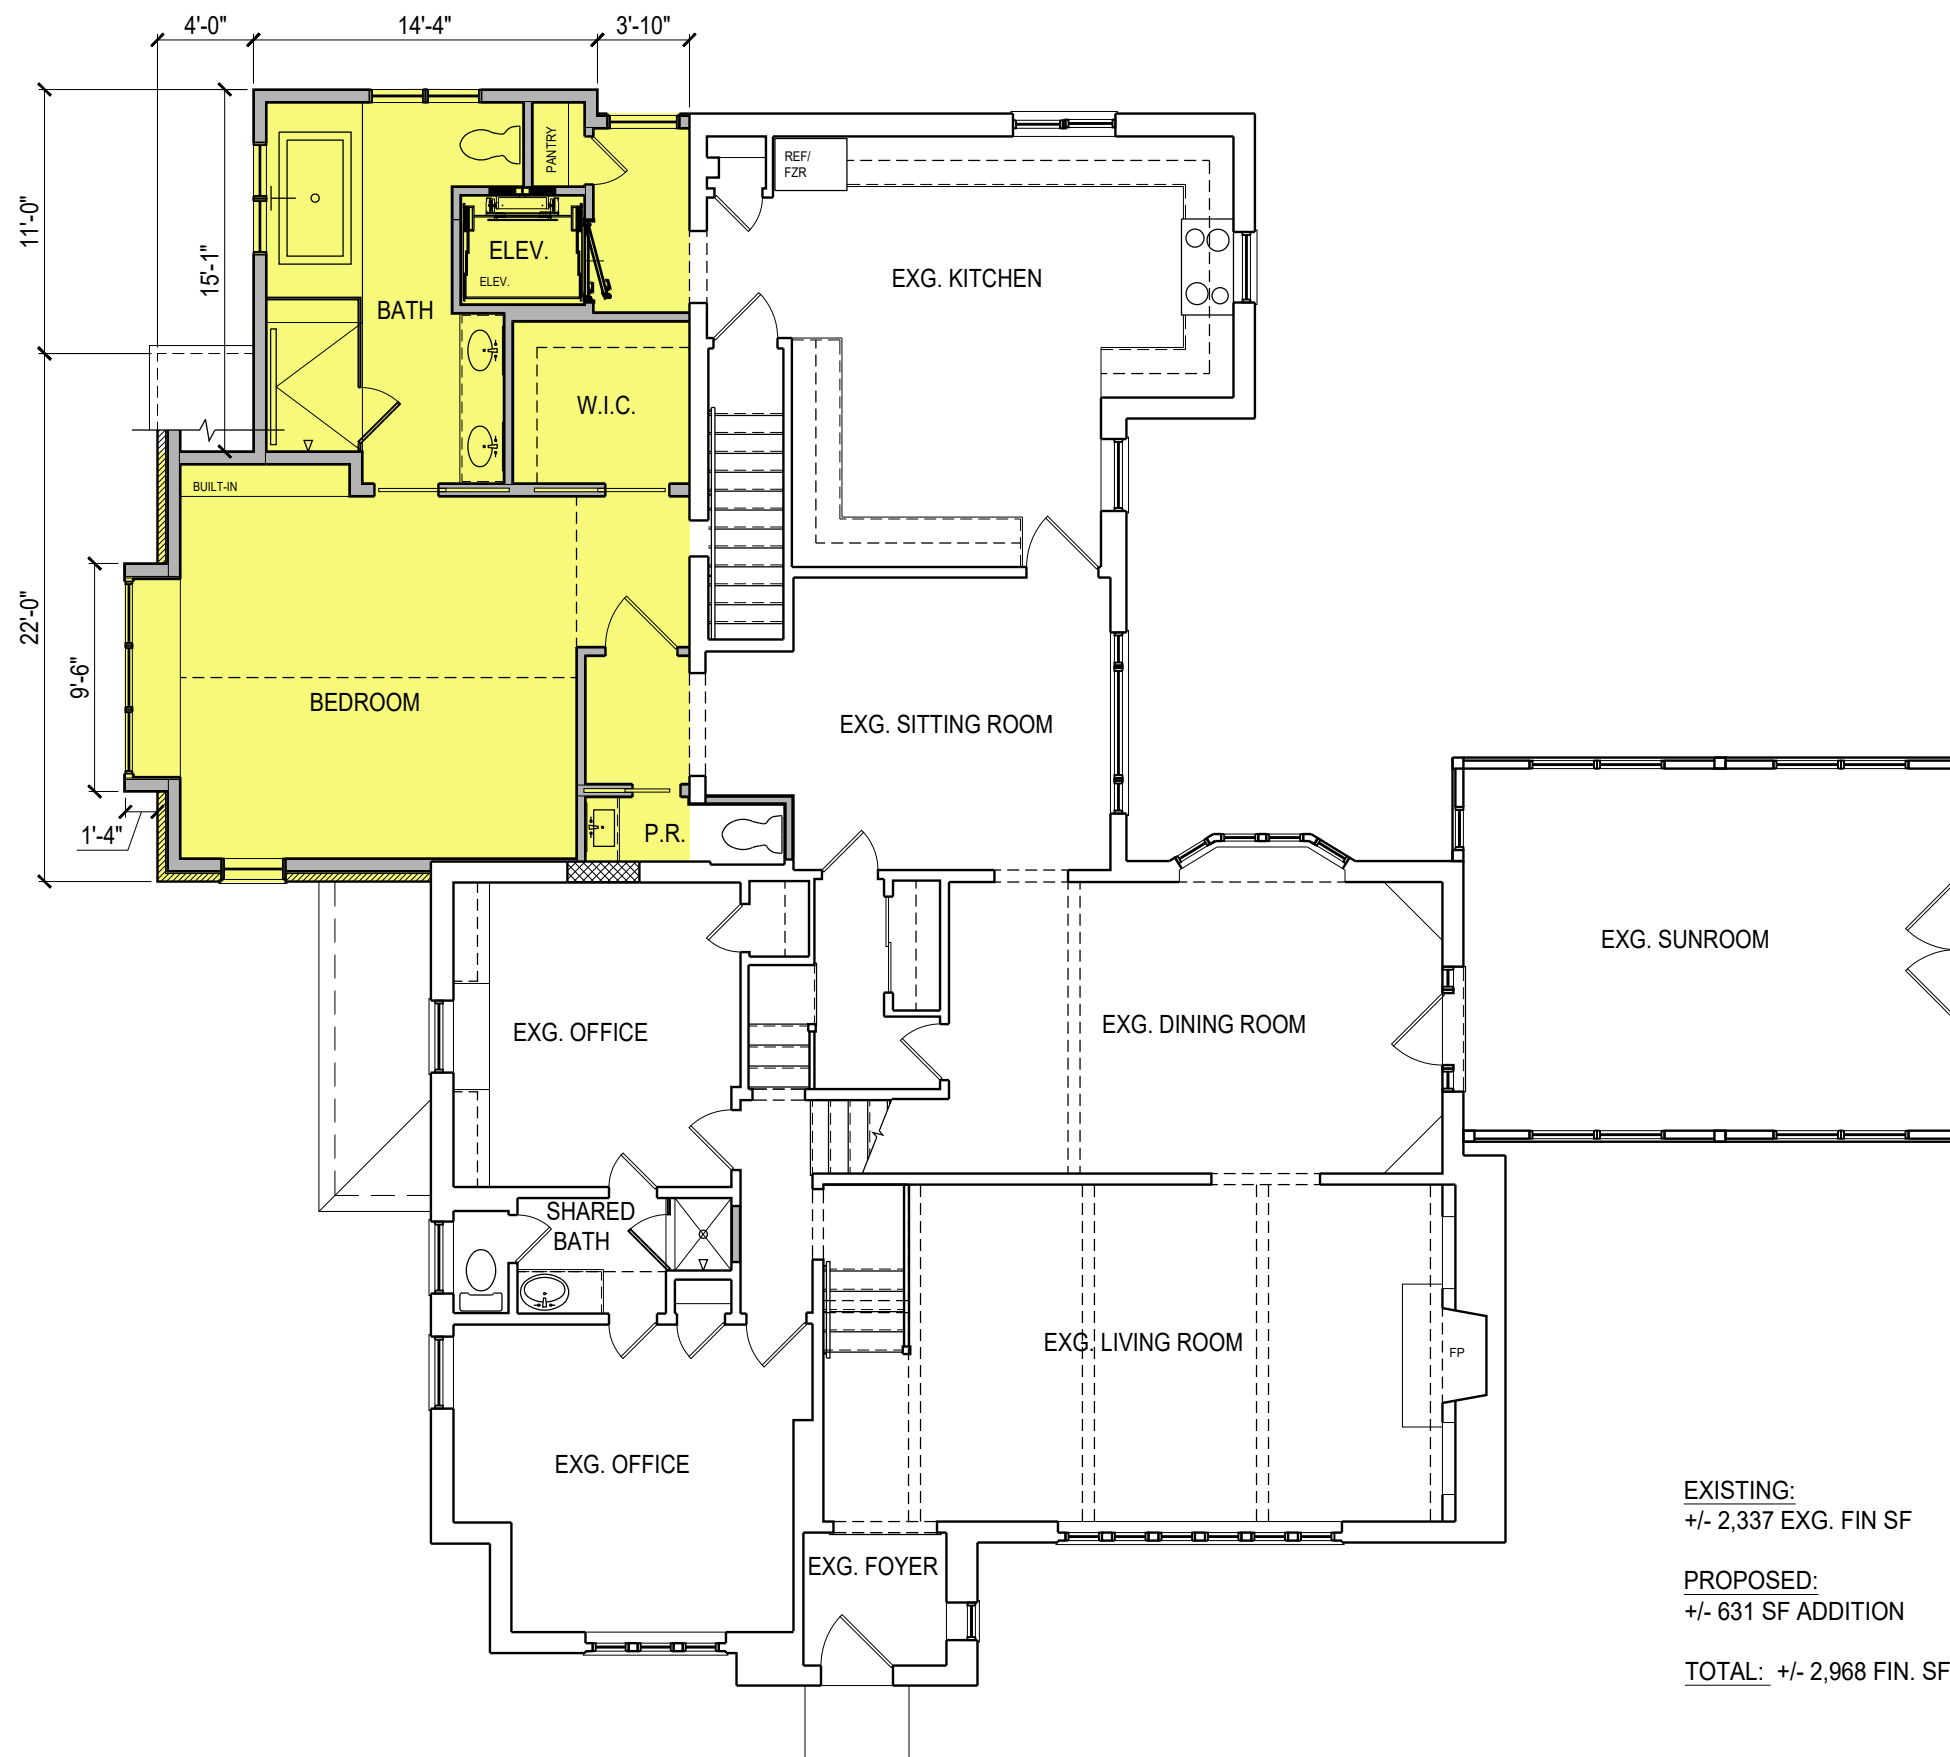 4'-0"
14'-4"
3'-10"
11'-0"
15'-1"
22'-0"
9'-6"
1'-4"
PANTRY
REF/
FZR
ELEV.
ELEV.
BATH
EXG. KITCHEN
W.I.C.
BUILT-IN
BEDROOM
EXG. SITTING ROOM
P.R.
EXG. SUNROOM
EXG. OFFICE
EXG. DINING ROOM
SHARED
BATH
EXG. LIVING ROOM
FP
EXG. OFFICE
EXG. FOYER
EXISTING:
+/- 2,337 EXG. FIN SF
PROPOSED:
+/- 631 SF ADDITION
TOTAL: +/- 2,968 FIN. SF